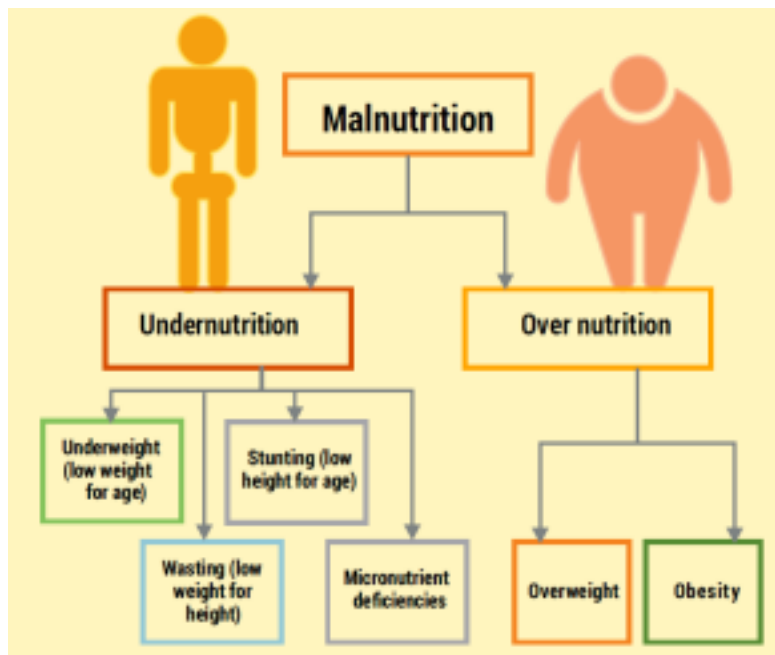 Malnutrition
Undernutrition
Over nutrition
Underweight
(low weight
for age)
Stunting (low
height for age)
Wasting (low
weight for
height)
Micronutrient
deficiencies
Overweight
Obesity